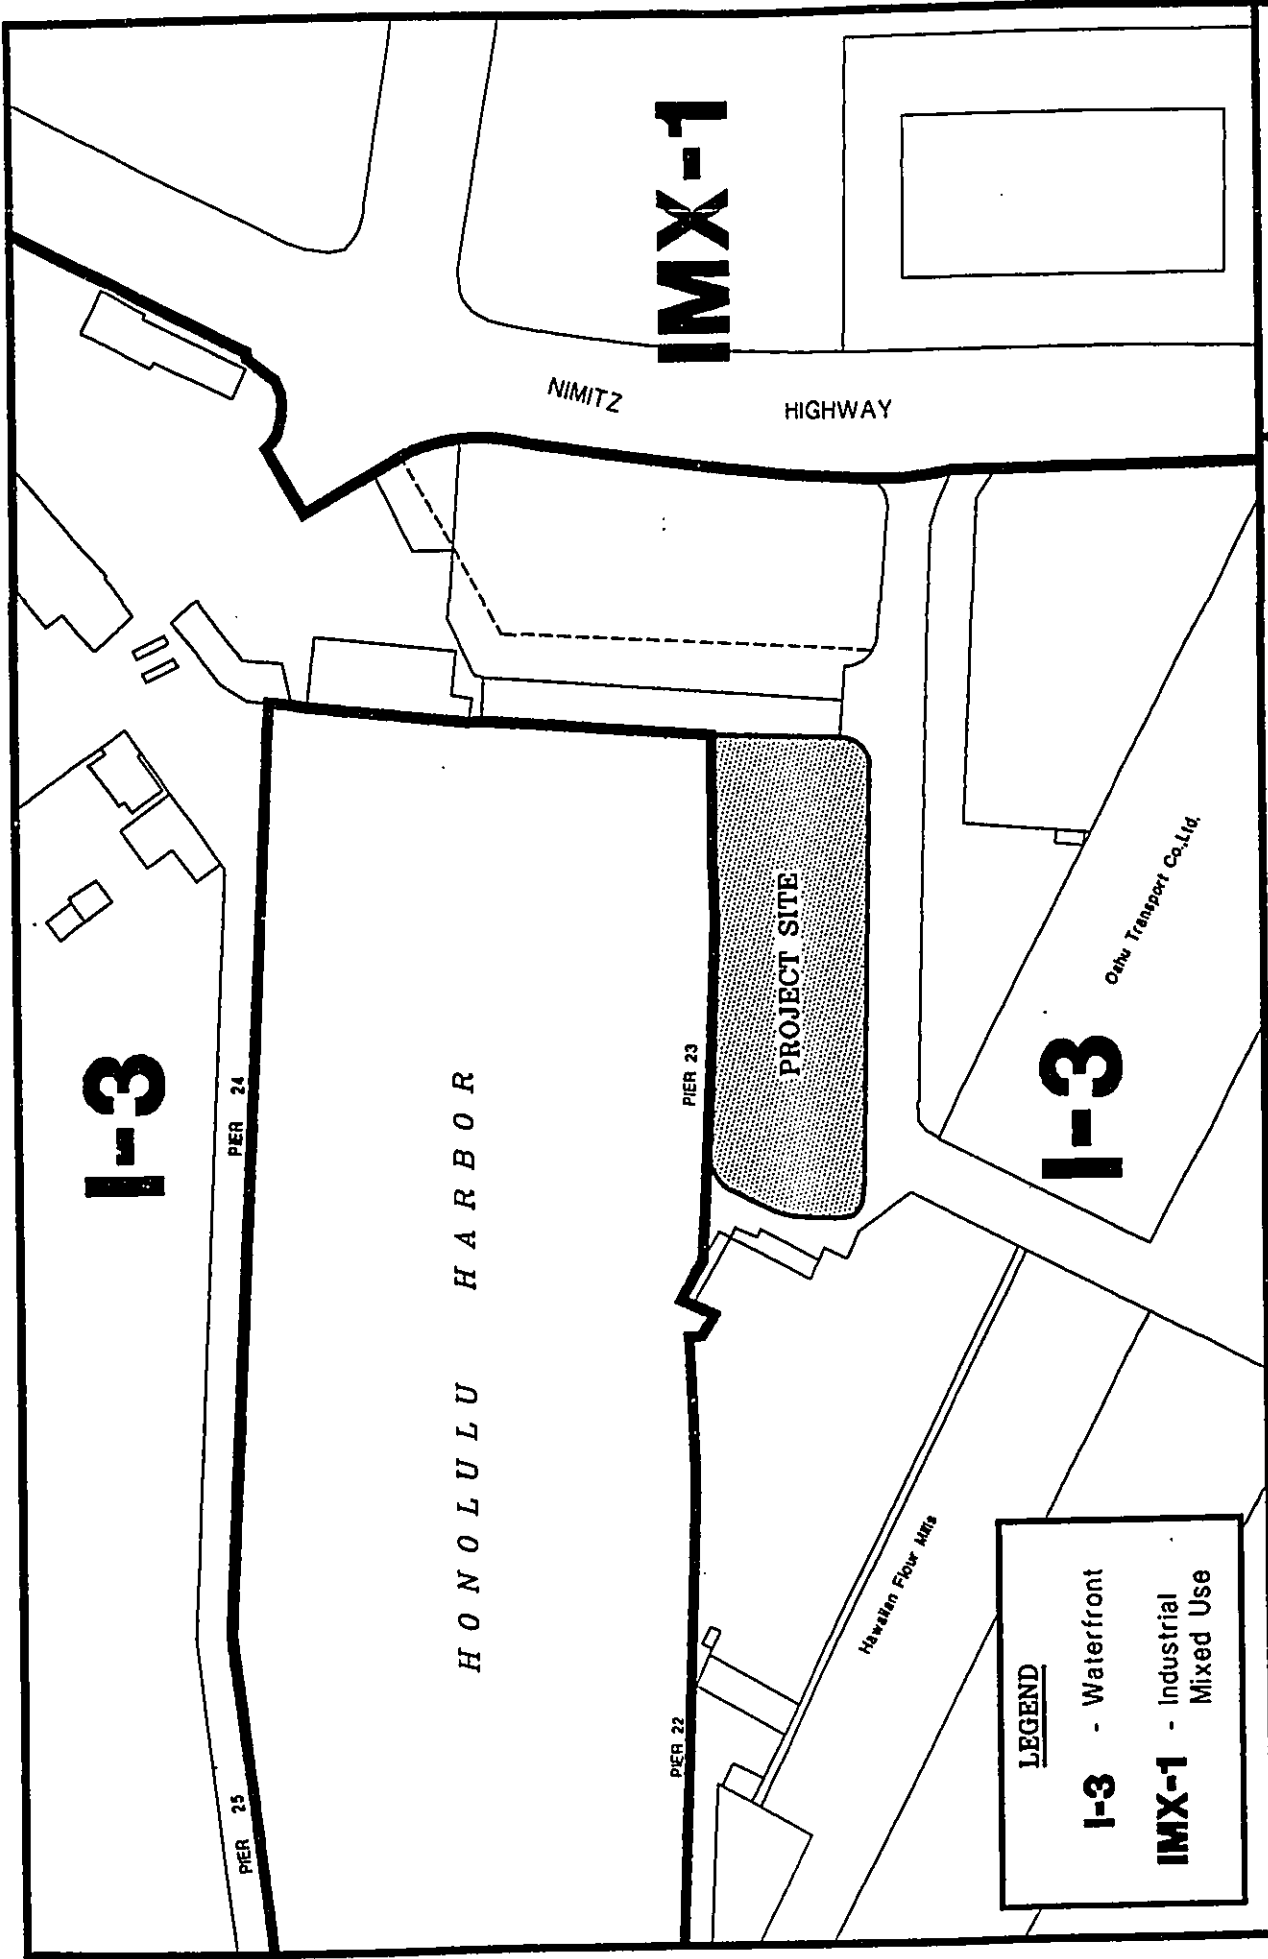 I-3
PIER 25
PIER 24
HONOLULU HARBOR
NIMITZ
HIGHWAY
IMX-1
PIER 22
PIER 23
PROJECT SITE
Hawaiian Flour Mills
I-3
Oahu Transport Co.,Ltd.
LEGEND
I-3 - Waterfront
IMX-1 - Industrial
Mixed Use